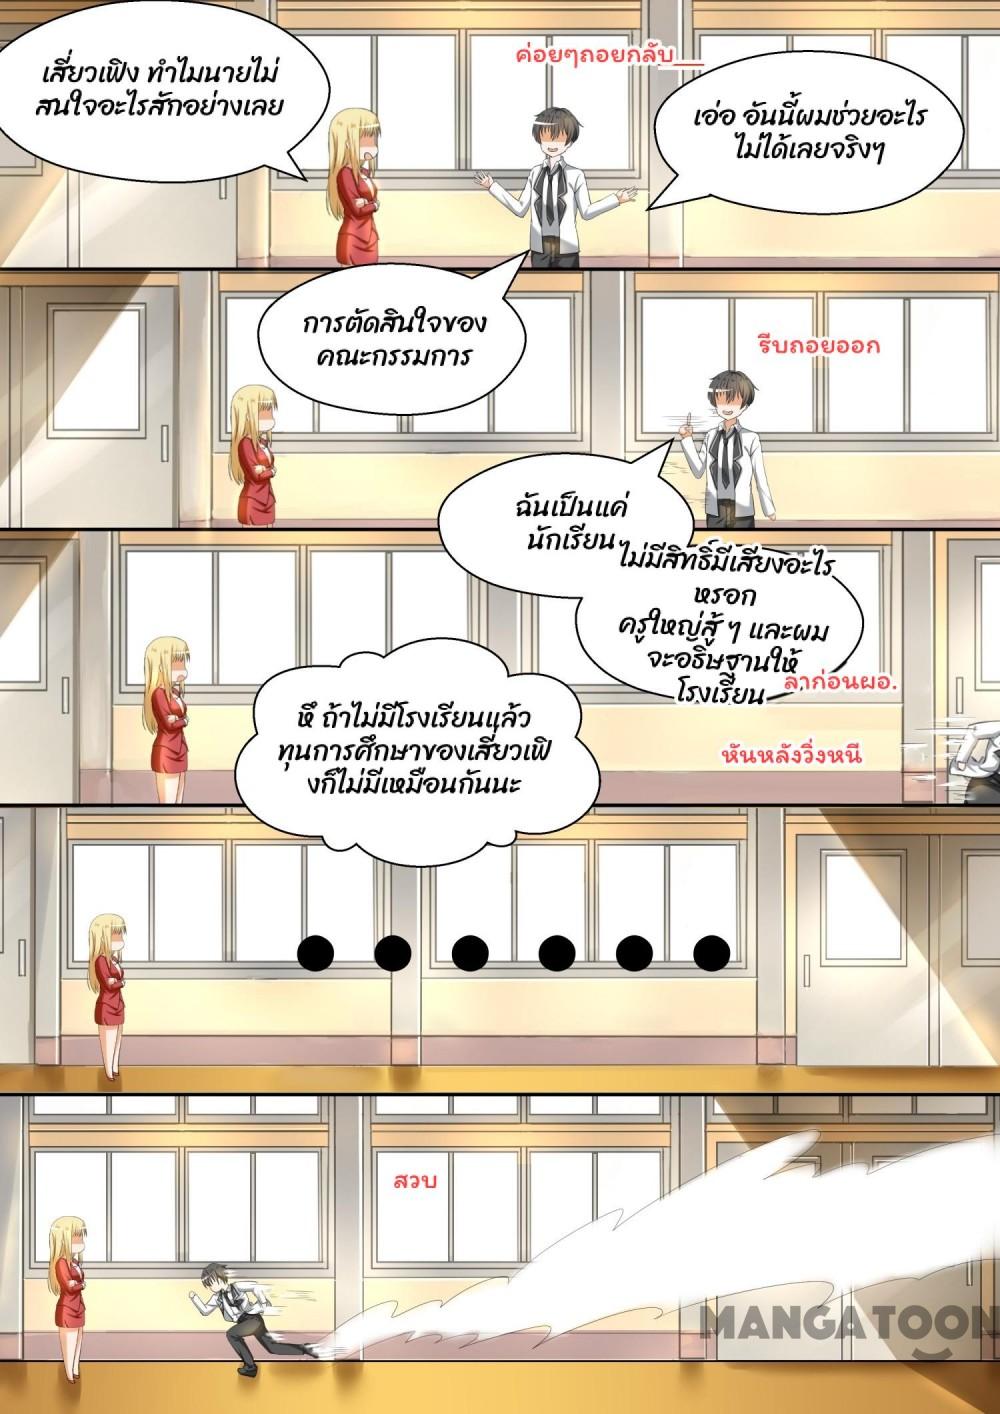 เสี่ยวเฟิง ทำไมนายไม่
สนใจอะไรสักอย่างเลย
ค่อยๆถอยกลับ
เอ่อ อันนี้ผมช่วยอะไร
ไม่ได้เลยจริงๆ
การตัดสินใจของ
คณะกรรมการ
รีบถอยออก
ฉันเป็นแค่
นักเรียน
ไม่มีสิทธิ์มีเสียงอะไร
หรอก
ครูใหญ่สู้ ๆ และผม
จะอธิษฐานให้
โรงเรียน
ลาก่อนผอ.
หันหลังวิ่งหนี
หึ ถ้าไม่มีโรงเรียนแล้ว
ทุนการศึกษาของเสี่ยวเฟิ
งก็ไม่มีเหมือนกันนะ
●●●●●●
สวบ
MANGATOON